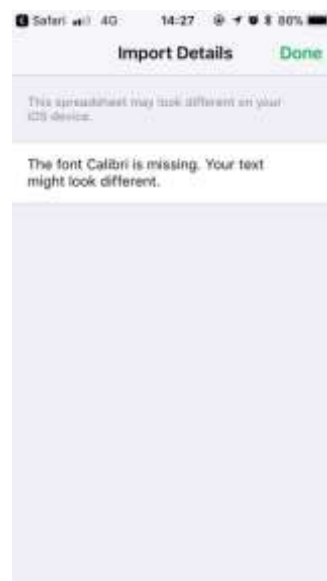 Safari 4G 14:27 80%
Import Details Done
This spreadsheet may look different on your
iOS device.
The font Calibri is missing. Your text
might look different.